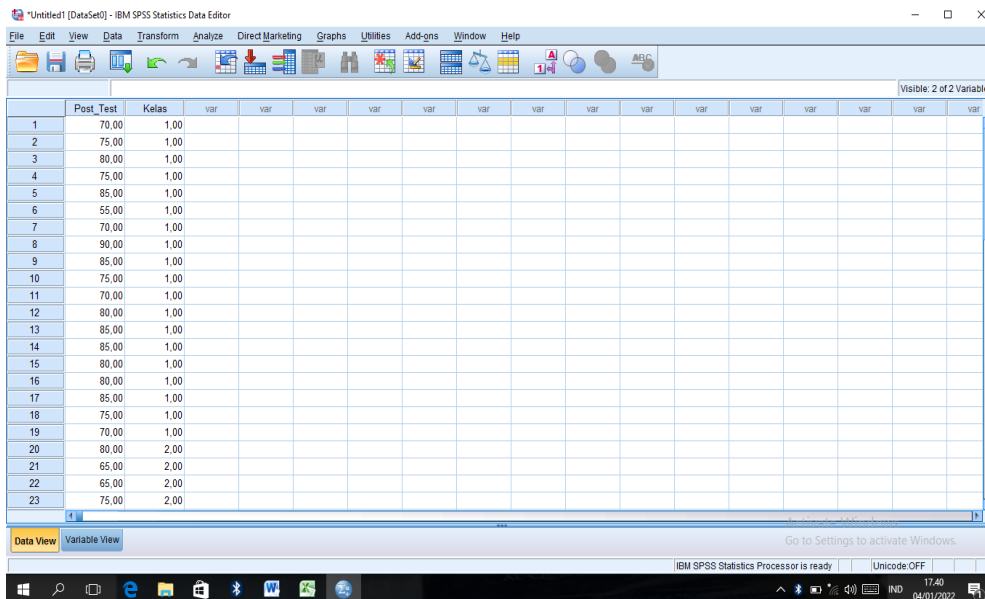 *Untitled1 [DataSet0] - IBM SPSS Statistics Data Editor
File Edit View Data Transform Analyze Direct Marketing Graphs Utilities Add-ons Window Help
Visible: 2 of 2 Variable
Post_Test Kelas var var var var var var var var var var var var var var var
1 70,00 1,00
2 75,00 1,00
3 80,00 1,00
4 75,00 1,00
5 85,00 1,00
6 55,00 1,00
7 70,00 1,00
8 90,00 1,00
9 85,00 1,00
10 75,00 1,00
11 70,00 1,00
12 80,00 1,00
13 85,00 1,00
14 85,00 1,00
15 80,00 1,00
16 80,00 1,00
17 85,00 1,00
18 75,00 1,00
19 70,00 1,00
20 80,00 2,00
21 65,00 2,00
22 65,00 2,00
23 75,00 2,00
Data View Variable View
Go to Settings to activate Windows.
IBM SPSS Statistics Processor is ready Unicode:OFF
IND 17.40
04/01/2022